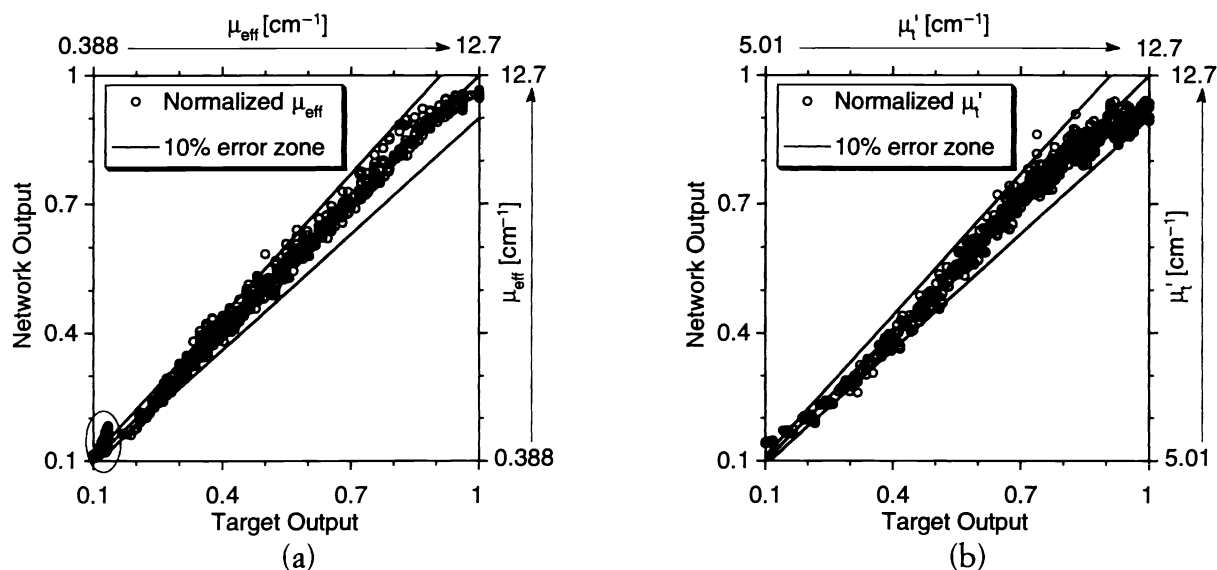 μeff [cm⁻¹]
0.388 12.7
1 12.7
Normalized μeff
10% error zone
Network Output
0.7
0.4
0.1 0.388
μeff [cm⁻¹]
0.1 0.4 0.7 1
Target Output
(a)
μt' [cm⁻¹]
5.01 12.7
1 12.7
Normalized μt'
10% error zone
Network Output
0.7
0.4
0.1 5.01
μt' [cm⁻¹]
0.1 0.4 0.7 1
Target Output
(b)